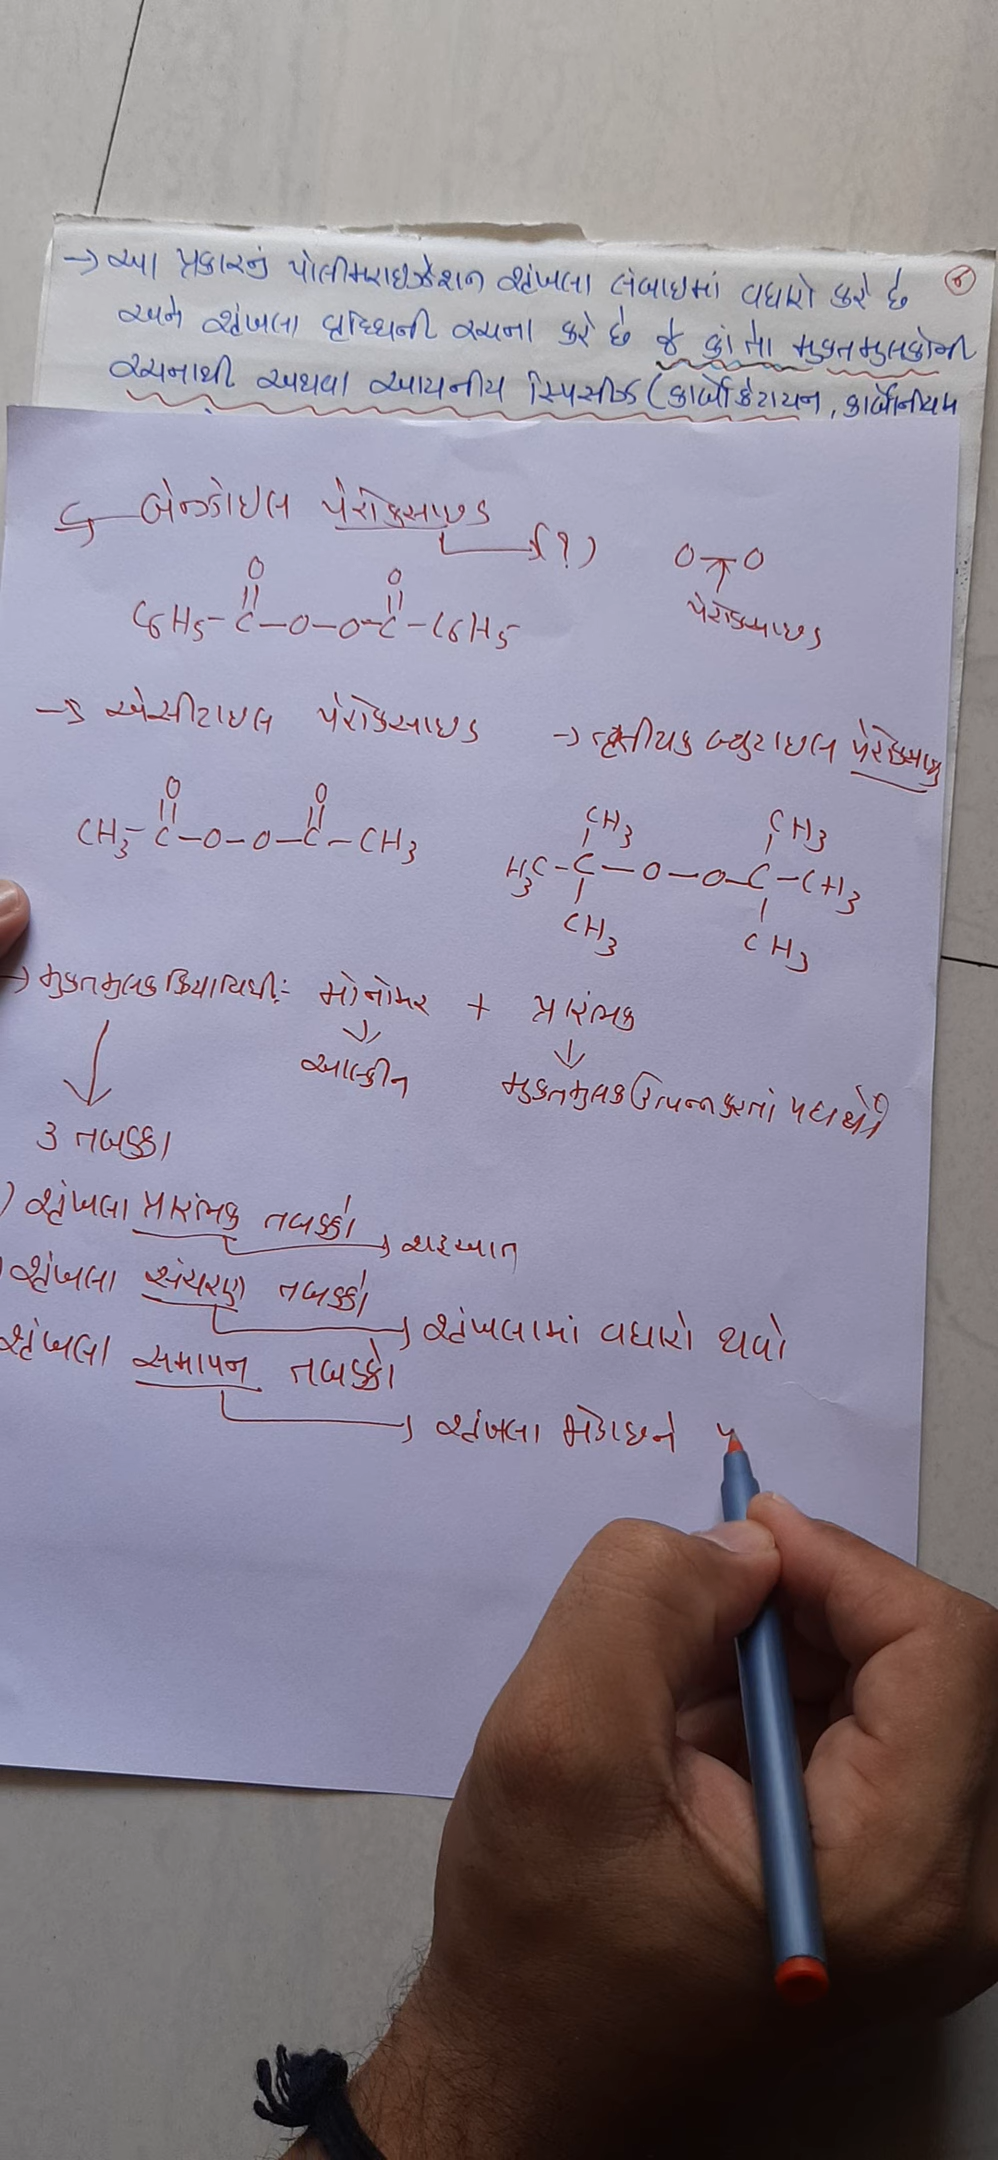 → આ પ્રકારનું પોલીમરાઇઝેશન શૃંખલા લંબાઇમાં વધારો કરે છે
૪
અને શૃંખલા વૃધ્ધિની રચના કરે છે જે કાં તો મુક્તમુલકોની
રચનાથી અથવા આયનીય સ્પિસીઝ (કાર્બોકેટાયન, કાર્બોનીયમ
બેન્ઝોઇલ પેરોક્સાઇડ
(?)
O–O
પેરોક્સાઇડ
O O
C6H5–C–O–O–C–C6H5
→ એસીટાઇલ પેરોક્સાઇડ
→ તૃતીયક બ્યુટાઇલ પેરોક્સાઇડ
O O
CH3–C–O–O–C–CH3
CH3 CH3
H3C–C–O–O–C–CH3
CH3 CH3
→ મુક્તમુલક ક્રિયાવિધી:- મોનોમર + પ્રારંભક
આલ્કીન
મુક્તમુલક ઉત્પન્ન કરતાં પદાર્થો
3 તબક્કા
) શૃંખલા પ્રારંભક તબક્કો
શરૂઆત
શૃંખલા સંચરણ તબક્કો
શૃંખલામાં વધારો થવો
શૃંખલા સમાપન તબક્કો
શૃંખલા જોડાઇને